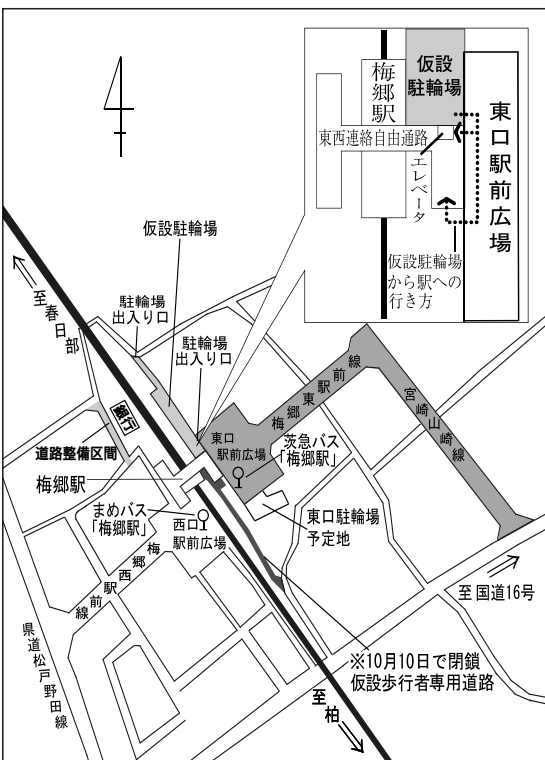 仮設
駐輪場
梅郷駅
東西連絡自由通路
エレベータ
東口駅前広場
仮設駐輪場
から駅への
行き方
仮設駐輪場
至春日部
駐輪場
出入り口
駐輪場
出入り口
銀行
道路整備区間
梅郷駅
梅郷東駅前線
宮崎山崎線
東口
駅前広場
茨急バス
「梅郷駅」
まめバス
「梅郷駅」
西口
駅前広場
東口駐輪場
予定地
梅郷西駅前線
至国道16号
県道松戸野田線
※10月10日で閉鎖
仮設歩行者専用道路
至柏